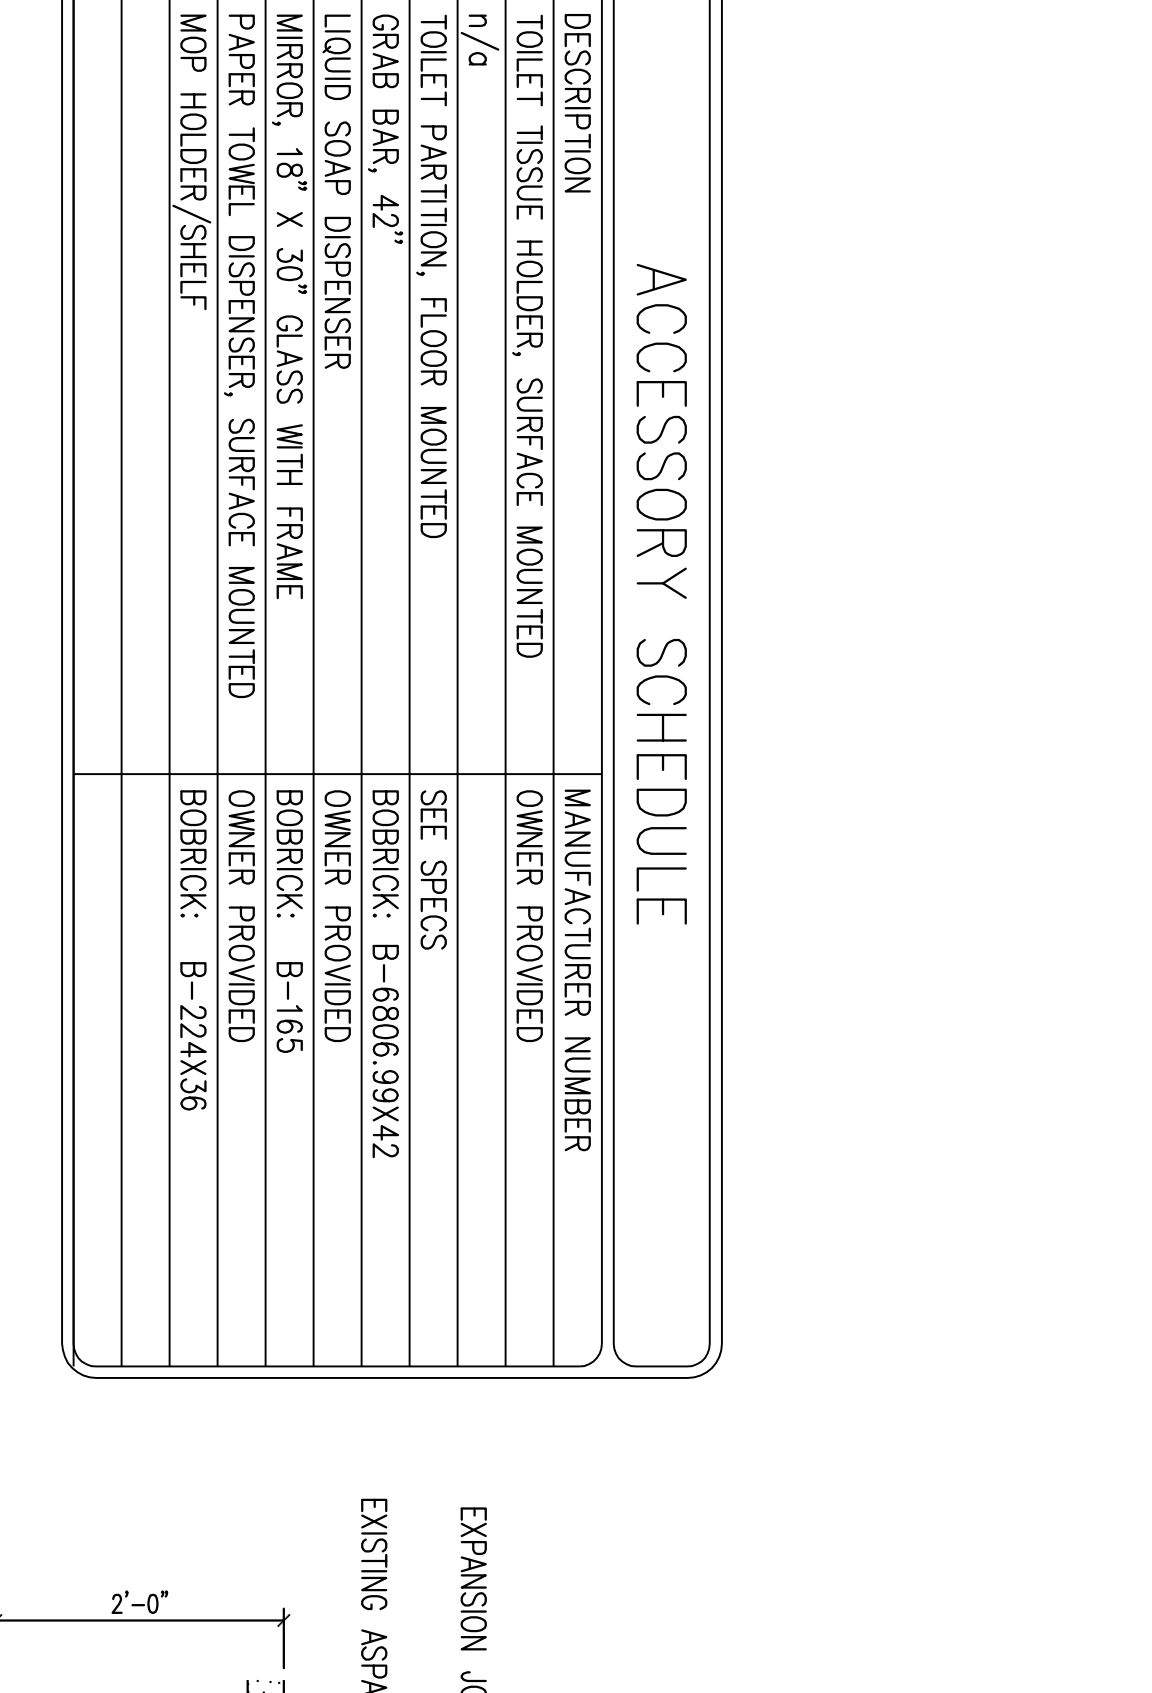 ACCESSORY SCHEDULE
DESCRIPTION MANUFACTURER NUMBER
TOILET TISSUE HOLDER, SURFACE MOUNTED OWNER PROVIDED
n/a
TOILET PARTITION, FLOOR MOUNTED SEE SPECS
GRAB BAR, 42" BOBRICK: B-6806.99X42
LIQUID SOAP DISPENSER OWNER PROVIDED
MIRROR, 18" X 30" GLASS WITH FRAME BOBRICK: B-165
PAPER TOWEL DISPENSER, SURFACE MOUNTED OWNER PROVIDED
MOP HOLDER/SHELF BOBRICK: B-224X36
EXPANSION
EXISTING
2'-0"